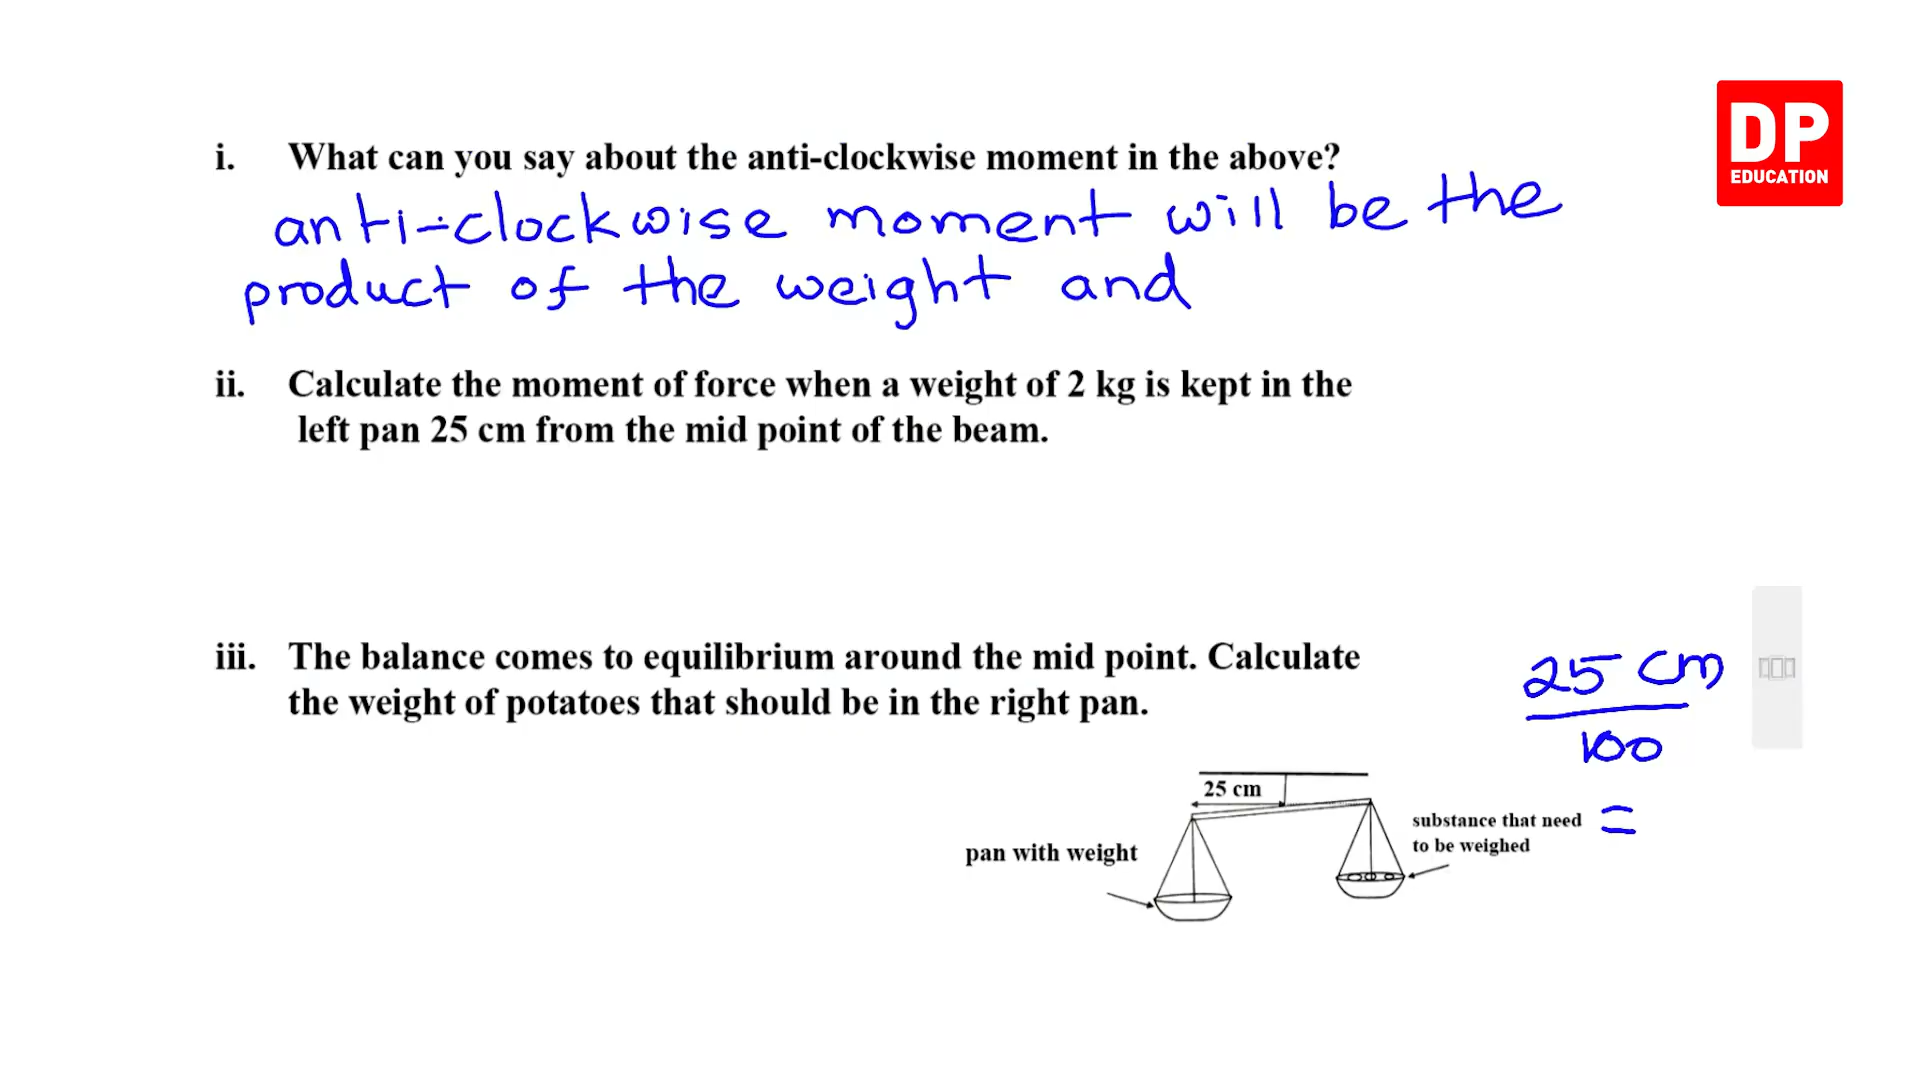 DP
EDUCATION
i. What can you say about the anti-clockwise moment in the above?
anti-clockwise moment will be the
product of the weight and
ii. Calculate the moment of force when a weight of 2 kg is kept in the
left pan 25 cm from the mid point of the beam.
iii. The balance comes to equilibrium around the mid point. Calculate
the weight of potatoes that should be in the right pan.
25 cm
100
=
25 cm
substance that need
to be weighed
pan with weight